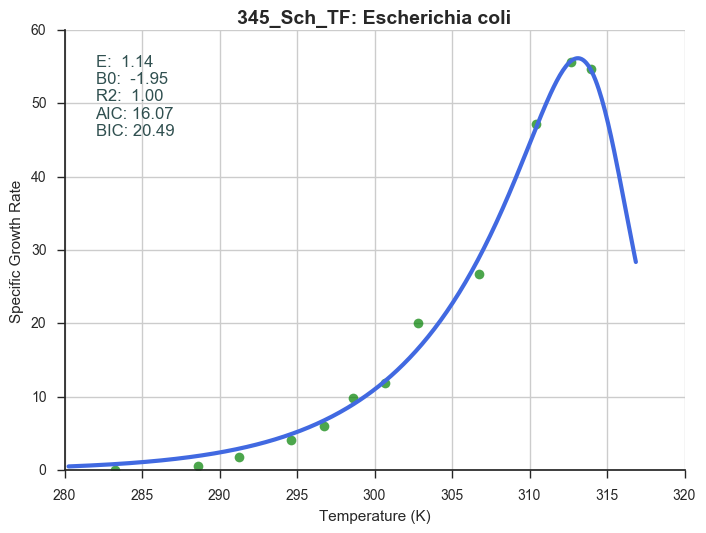 345_Sch_TF: Escherichia coli
E:  1.14
B0:  -1.95
R2:  1.00
AIC: 16.07
BIC: 20.49
Specific Growth Rate
60
50
40
30
20
10
0
280 285 290 295 300 305 310 315 320
Temperature (K)